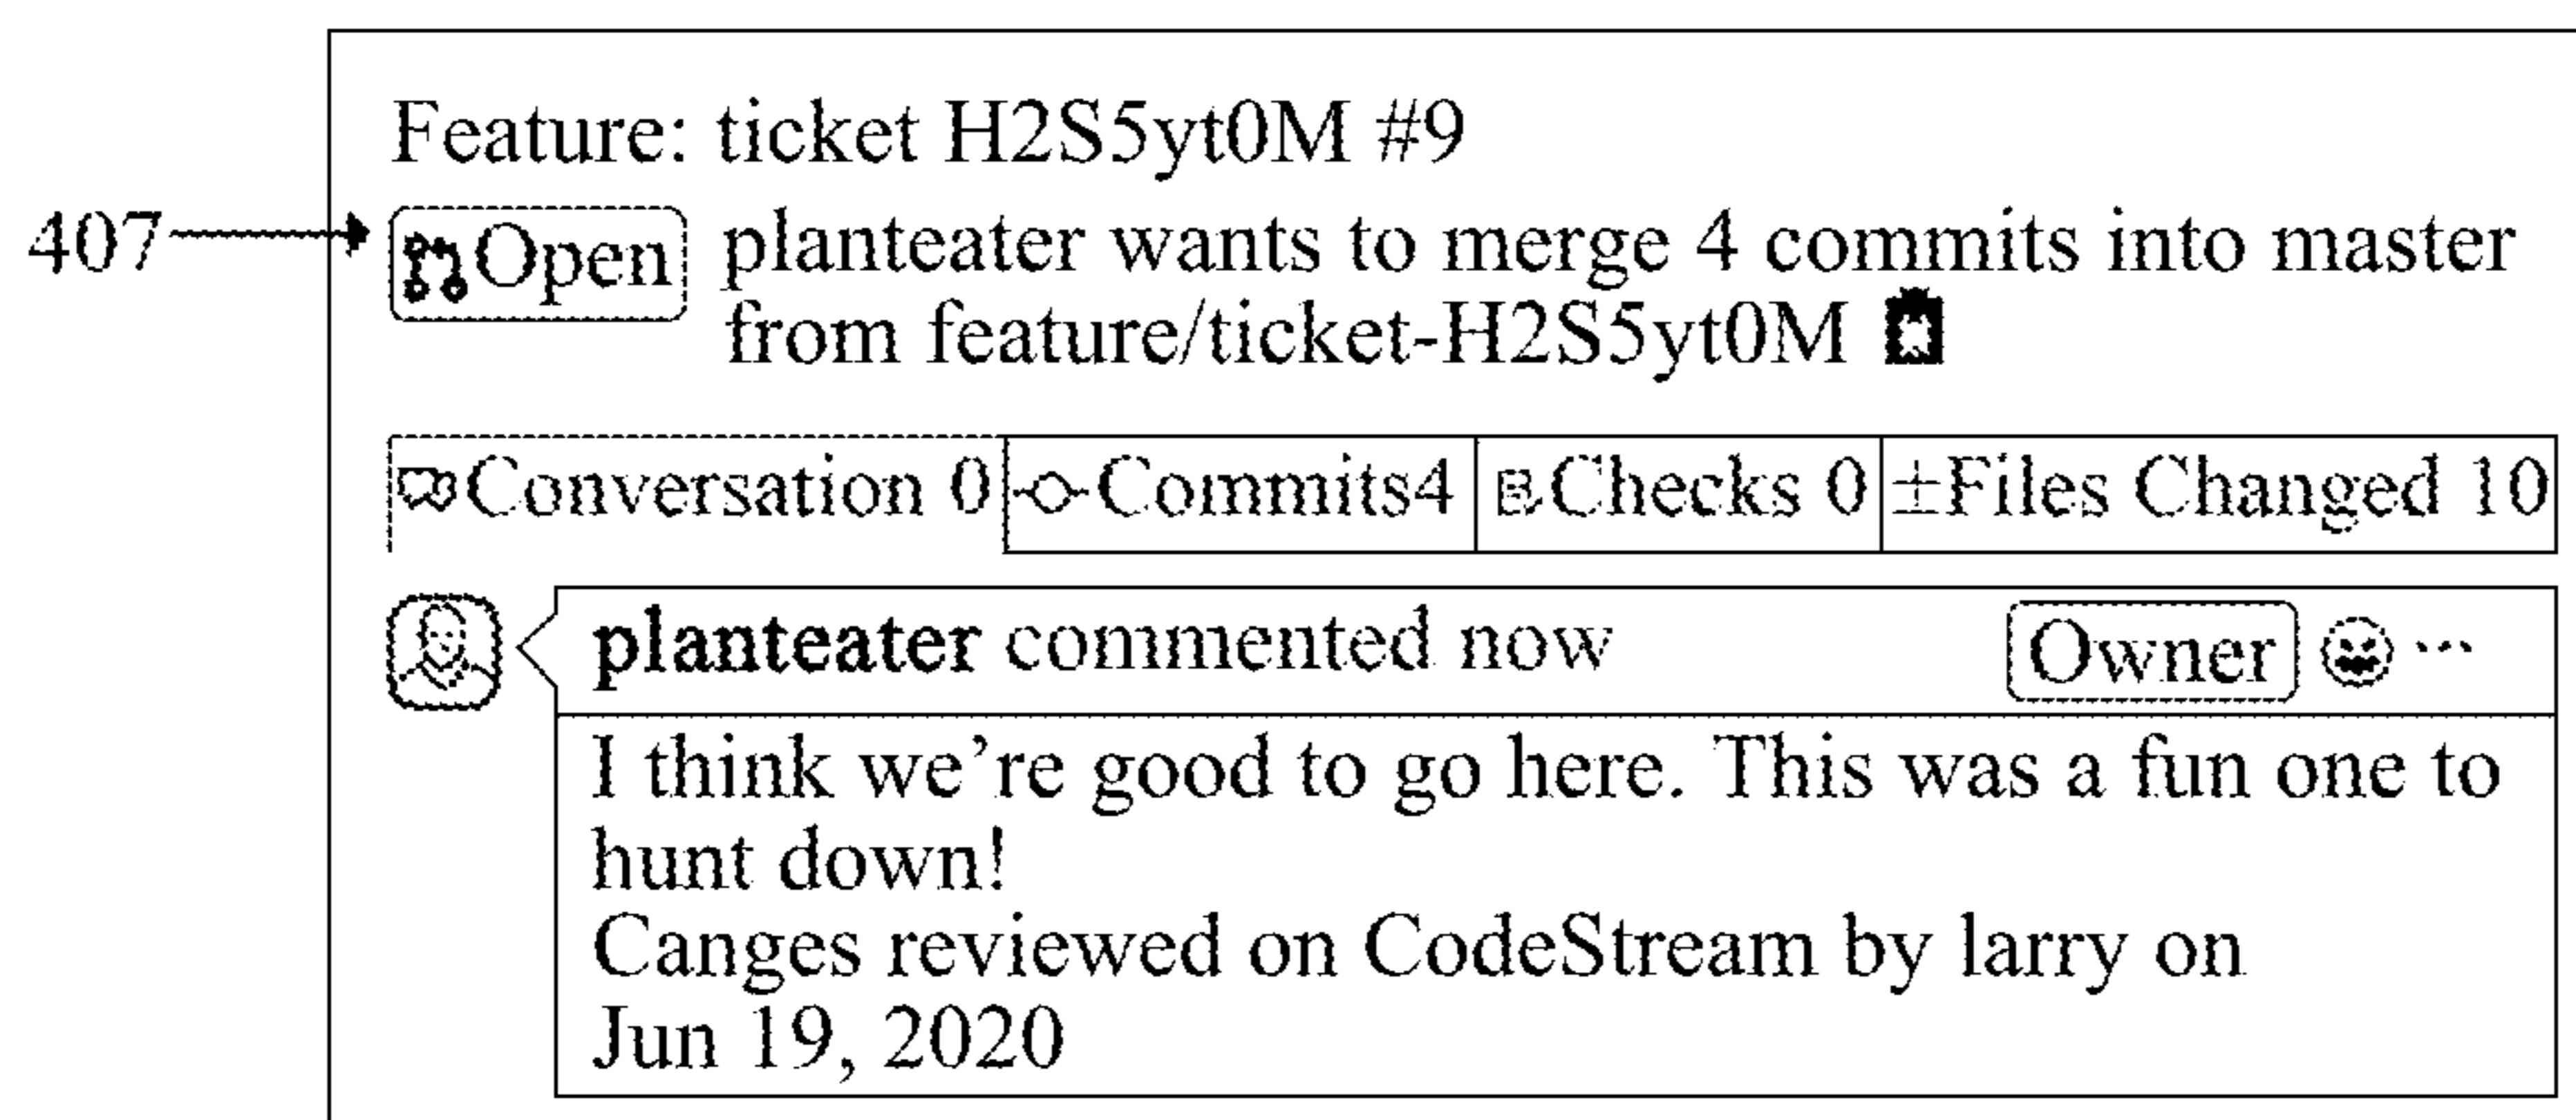 Feature: ticket H2S5yt0M #9
407
Open planteater wants to merge 4 commits into master
from feature/ticket-H2S5yt0M
Conversation 0 Commits4 Checks 0 ±Files Changed 10
planteater commented now Owner ...
I think we're good to go here. This was a fun one to
hunt down!
Canges reviewed on CodeStream by larry on
Jun 19, 2020